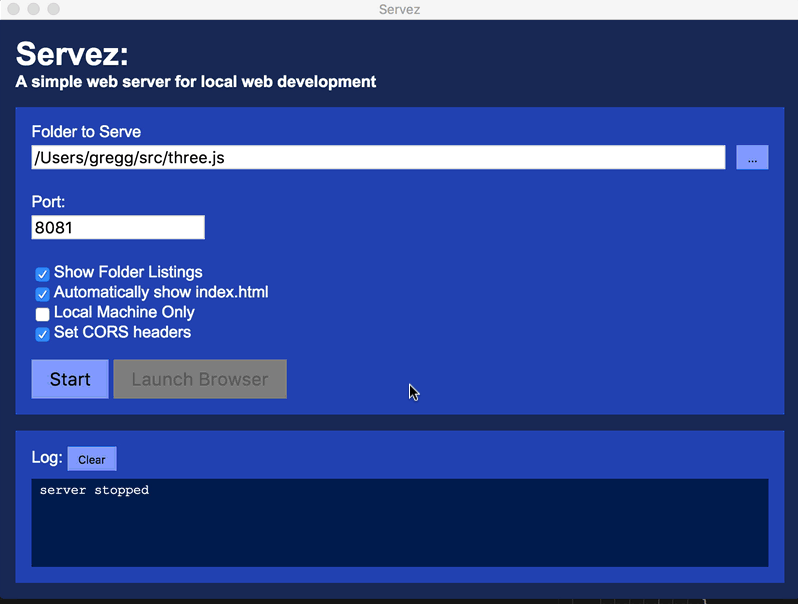 Servez
Servez:
A simple web server for local web development
Folder to Serve
/Users/gregg/src/three.js
...
Port:
8081
Show Folder Listings
Automatically show index.html
Local Machine Only
Set CORS headers
Start Launch Browser
Log: Clear
server stopped